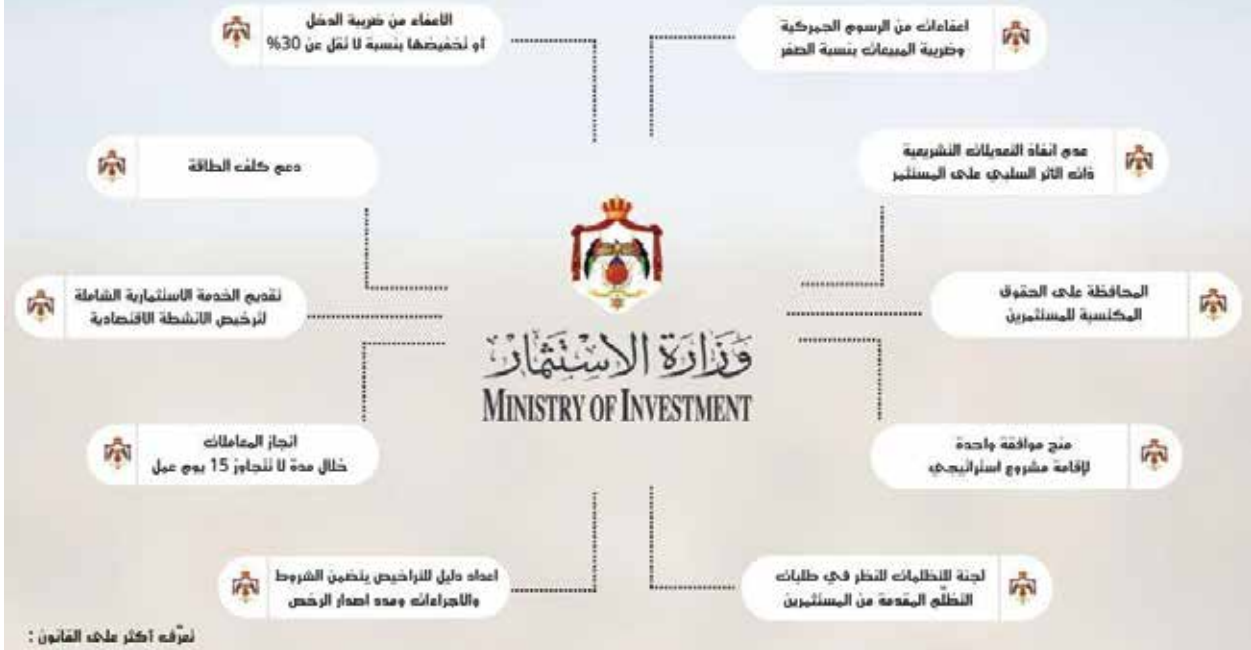 اعفاءات من الرسوم الجمركية
وضريبة المبيعات بنسبة الصفر
الأعفاء من ضريبة الدخل
أو تخفيضها بنسبة لا تقل عن 30%
عدم انفاذ التعديلات التشريعية
ذات الاثر السلبي على المستثمر
دعم كلف الطاقة
المحافظة على الحقوق
المكتسبة للمستثمرين
تقديم الخدمة الاستثمارية الشاملة
لترخيص الانشطة الاقتصادية
وزارة الاستثمار
MINISTRY OF INVESTMENT
منح موافقة واحدة
لإقامة مشروع استراتيجي
انجاز المعاملات
خلال مدة لا تتجاوز 15 يوم عمل
لجنة للتظلمات للنظر في طلبات
التظلّم المقدمة من المستثمرين
اعداد دليل للتراخيص يتضمن الشروط
والاجراءات ومدد اصدار الرخص
تعرّف أكثر على القانون :